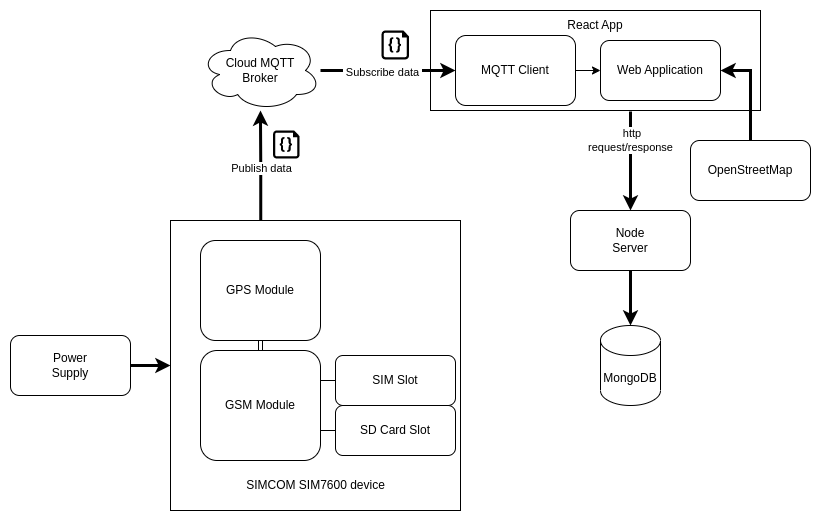 React App
Cloud MQTT
Broker
{}
Subscribe data
MQTT Client
Web Application
{}
Publish data
http
request/response
OpenStreetMap
Node
Server
GPS Module
Power
Supply
GSM Module
SIM Slot
SD Card Slot
MongoDB
SIMCOM SIM7600 device